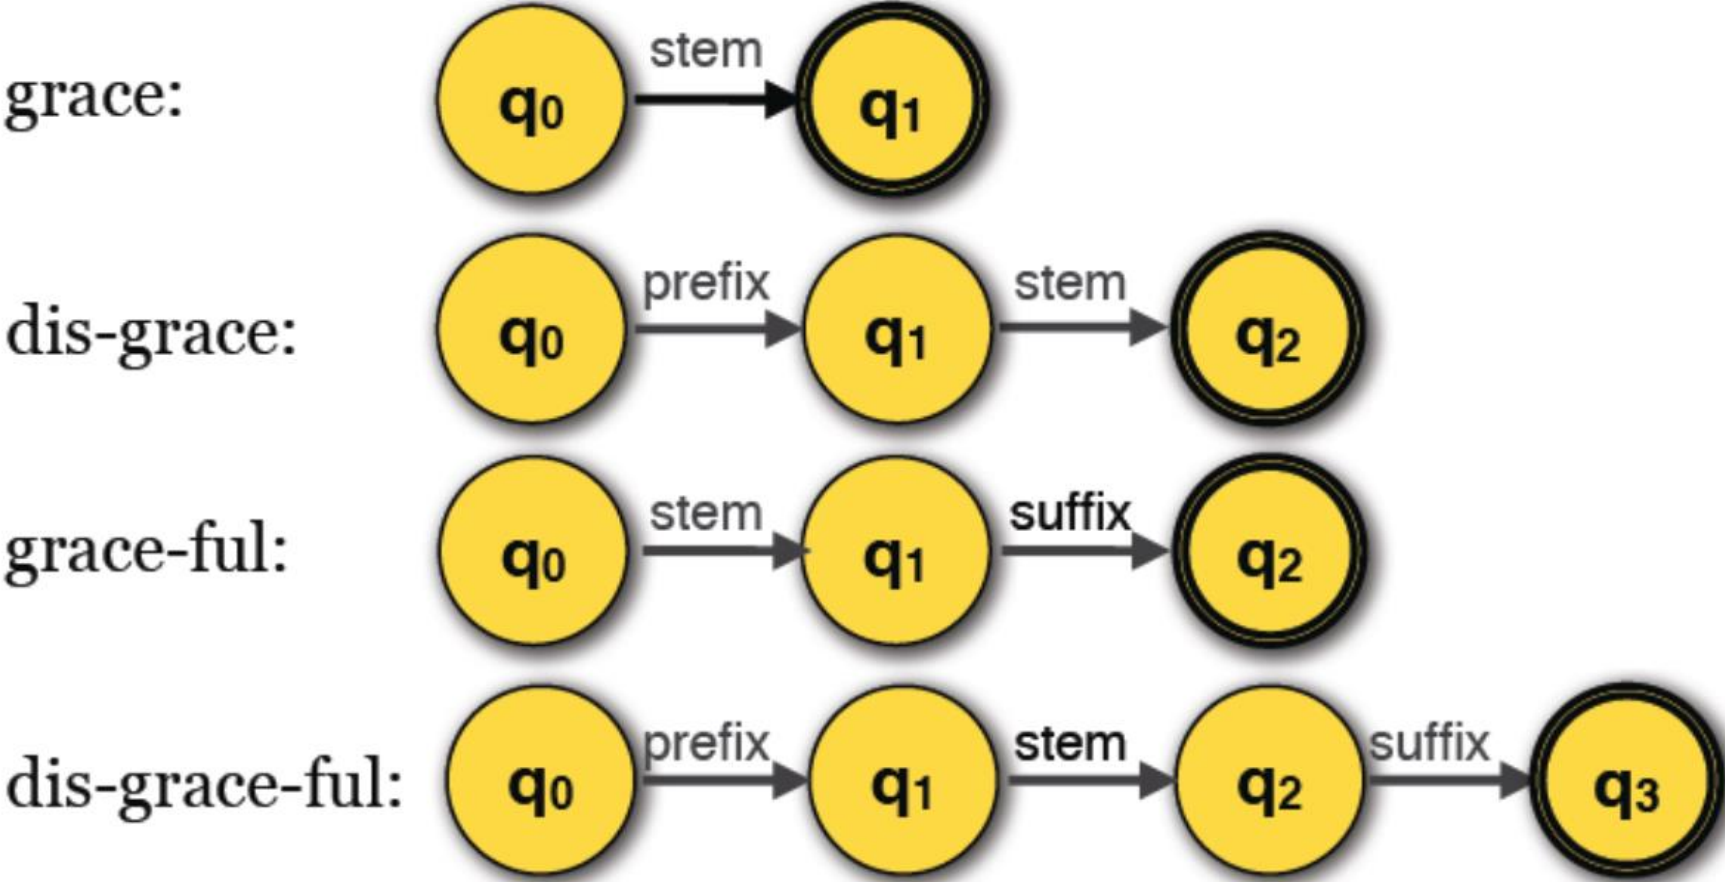 stem
grace: q0 q1
prefix stem
dis-grace: q0 q1 q2
stem suffix
grace-ful: q0 q1 q2
prefix stem suffix
dis-grace-ful: q0 q1 q2 q3